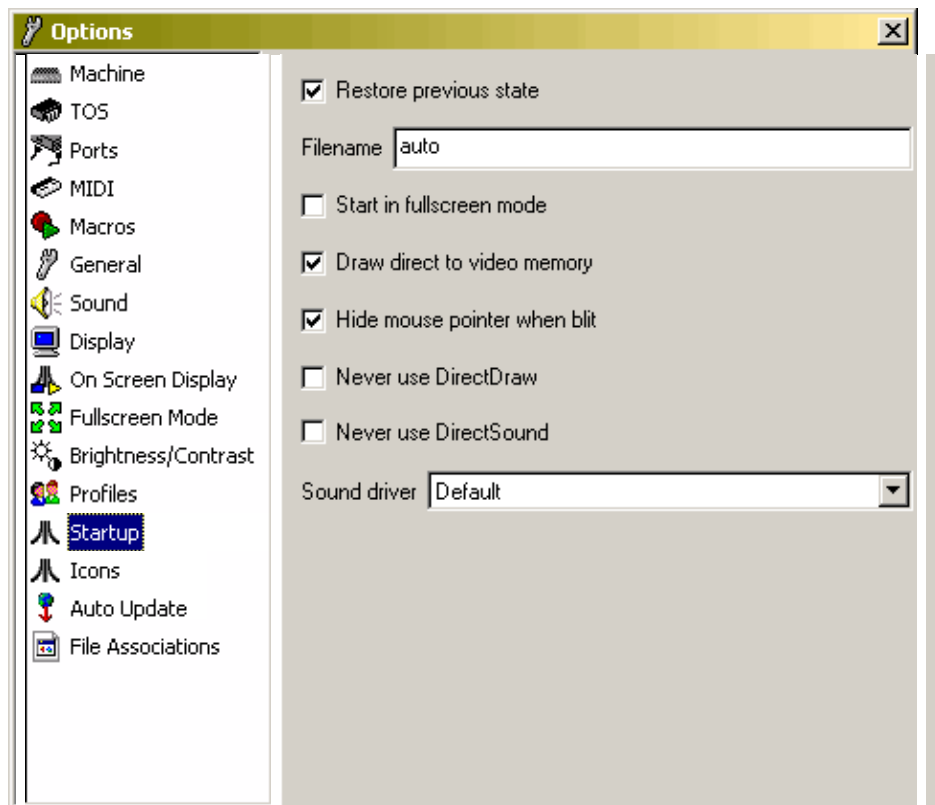 Options
Machine
TOS
Ports
MIDI
Macros
General
Sound
Display
On Screen Display
Fullscreen Mode
Brightness/Contrast
Profiles
Startup
Icons
Auto Update
File Associations
Restore previous state
Filename auto
Start in fullscreen mode
Draw direct to video memory
Hide mouse pointer when blit
Never use DirectDraw
Never use DirectSound
Sound driver Default